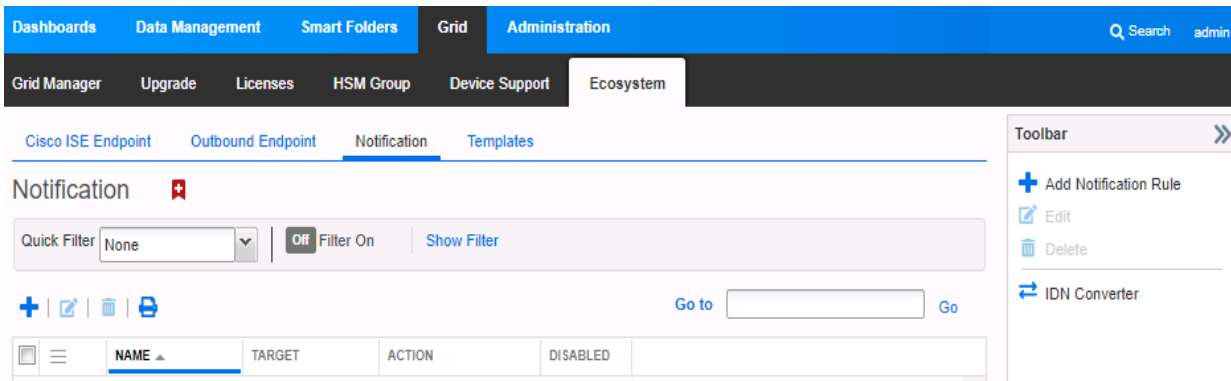 Dashboards Data Management Smart Folders Grid Administration Search admin
Grid Manager Upgrade Licenses HSM Group Device Support Ecosystem
Cisco ISE Endpoint Outbound Endpoint Notification Templates
Notification
Quick Filter None Off Filter On Show Filter
Go to Go
NAME TARGET ACTION DISABLED
Toolbar
Add Notification Rule
Edit
Delete
IDN Converter